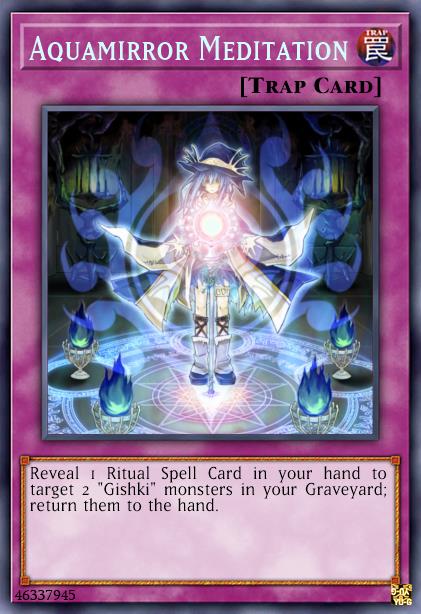 AQUAMIRROR MEDITATION
TRAP
罠
[TRAP CARD]
Reveal 1 Ritual Spell Card in your hand to
target 2 "Gishki" monsters in your Graveyard;
return them to the hand.
46337945